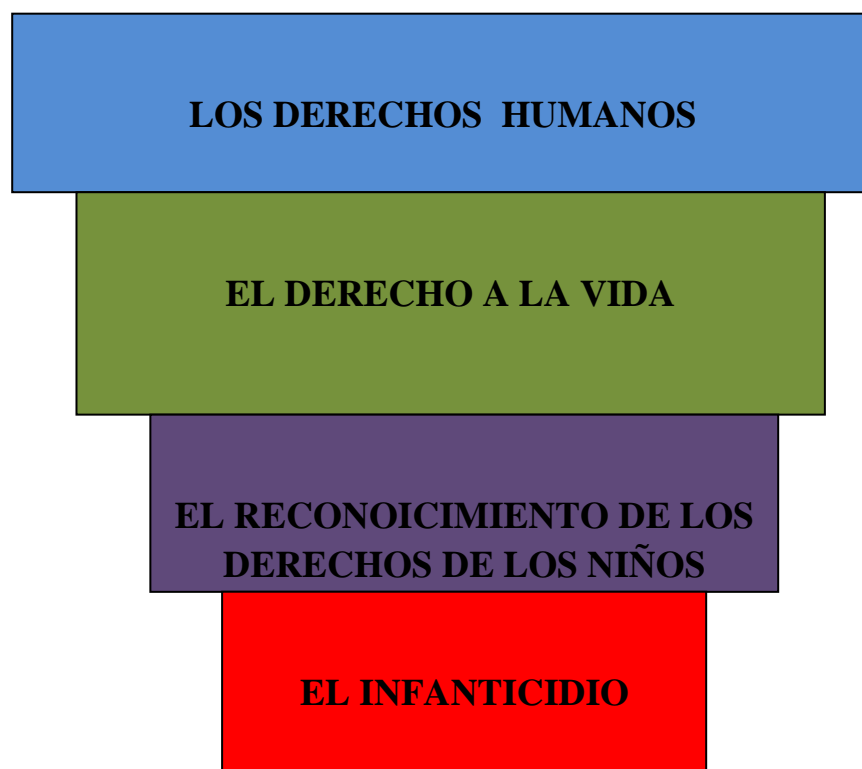 LOS DERECHOS  HUMANOS
EL DERECHO A LA VIDA
EL RECONOICIMIENTO DE LOS
DERECHOS DE LOS NIÑOS
EL INFANTICIDIO